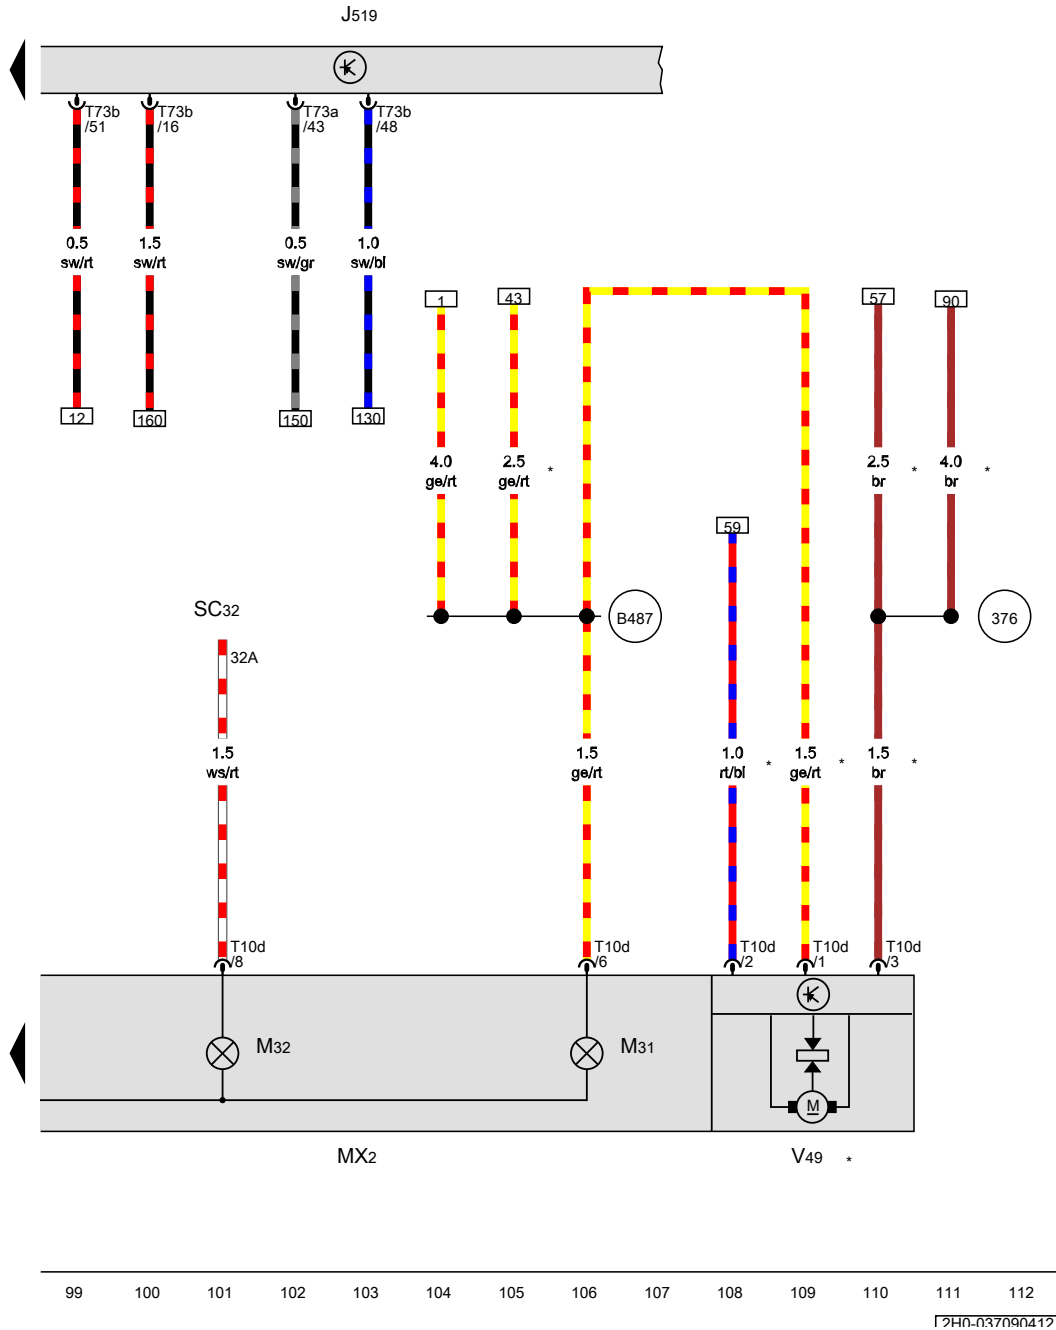 J519
T73b
/51
T73b
/16
T73a
/43
T73b
/48
0.5
sw/rt
1.5
sw/rt
0.5
sw/gr
1.0
sw/bl
1
43
57
90
12
160
150
130
4.0
ge/rt
2.5
ge/rt
*
2.5
br
*
4.0
br
*
59
SC32
32A
B487
376
1.5
ws/rt
1.5
ge/rt
1.0
rt/bl
*
1.5
ge/rt
*
1.5
br
*
T10d
/8
T10d
/6
T10d
/2
T10d
/1
T10d
/3
M32
M31
M
MX2
V49 *
99 100 101 102 103 104 105 106 107 108 109 110 111 112
2H0-037090412